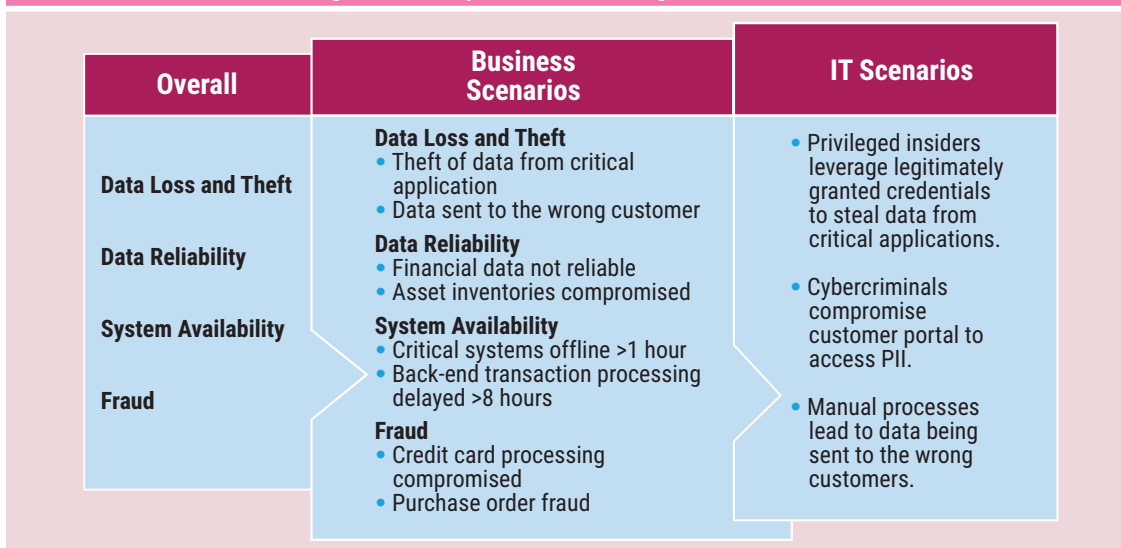 Overall
Data Loss and Theft
Data Reliability
System Availability
Fraud
Business
Scenarios
Data Loss and Theft
• Theft of data from critical
application
• Data sent to the wrong customer
Data Reliability
• Financial data not reliable
• Asset inventories compromised
System Availability
• Critical systems offline >1 hour
• Back-end transaction processing
delayed >8 hours
Fraud
• Credit card processing
compromised
• Purchase order fraud
IT Scenarios
• Privileged insiders
leverage legitimately
granted credentials
to steal data from
critical applications.
• Cybercriminals
compromise
customer portal to
access PII.
• Manual processes
lead to data being
sent to the wrong
customers.